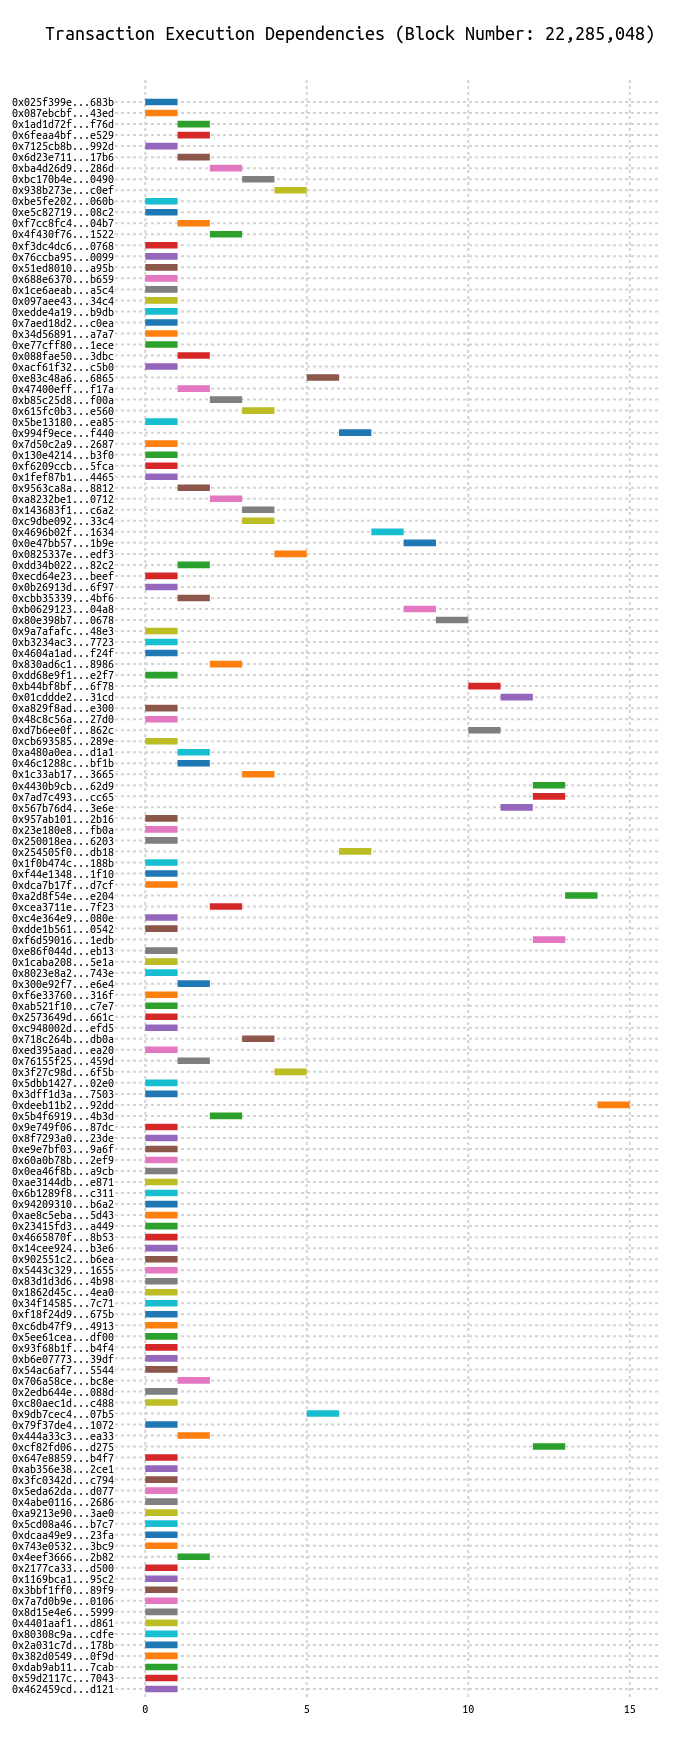 Transaction Execution Dependencies (Block Number: 22,285,048)
0x025f399e...683b
0x087ebcbf...43ed
0x1ad1d72f...f76d
0x6feaa4bf...e529
0x7125cb8b...992d
0x6d23e711...17b6
0xba4d26d9...286d
0xbc170b4e...0490
0x938b273e...c0ef
0xbe5fe202...060b
0xe5c82719...08c2
0xf7cc8fc4...04b7
0x4f430f76...1522
0xf3dc4dc6...0768
0x76ccba95...0099
0x51ed8010...a95b
0x688e6370...b659
0x1ce6aeab...a5c4
0x097aee43...34c4
0xedde4a19...b9db
0x7aed18d2...c0ea
0x34d56891...a7a7
0xe77cff80...1ece
0x088fae50...3dbc
0xacf61f32...c5b0
0xe83c48a6...6865
0x47400eff...f17a
0xb85c25d8...f00a
0x615fc0b3...e560
0x5be13180...ea85
0x994f9ece...f440
0x7d50c2a9...2687
0x130e4214...b3f0
0xf6209ccb...5fca
0x1fef87b1...4465
0x9563ca8a...8812
0xa8232be1...0712
0x143683f1...c6a2
0xc9dbe092...33c4
0x4696b02f...1634
0x0e47bb57...1b9e
0x0825337e...edf3
0xdd34b022...82c2
0xecd64e23...beef
0x0b26913d...6f97
0xcbb35339...4bf6
0xb0629123...04a8
0x80e398b7...0678
0x9a7afafc...48e3
0xb3234ac3...7723
0x4604a1ad...f24f
0x830ad6c1...8986
0xdd68e9f1...e2f7
0xb44bf8bf...6f78
0x01cddde2...31cd
0xa829f8ad...e300
0x48c8c56a...27d0
0xd7b6ee0f...862c
0xcb693585...289e
0xa480a0ea...d1a1
0x46c1288c...bf1b
0x1c33ab17...3665
0x4430b9cb...62d9
0x7ad7c493...cc65
0x567b76d4...3e6e
0x957ab101...2b16
0x23e180e8...fb0a
0x250018ea...6203
0x254505f0...db18
0x1f0b474c...188b
0xf44e1348...1f10
0xdca7b17f...d7cf
0xa2d8f54e...e204
0xcea3711e...7f23
0xc4e364e9...080e
0xdde1b561...0542
0xf6d59016...1edb
0xe86f044d...eb13
0x1caba208...5e1a
0x8023e8a2...743e
0x300e92f7...e6e4
0xf6e33760...316f
0xab521f10...c7e7
0x2573649d...661c
0xc948002d...efd5
0x718c264b...db0a
0xed395aad...ea20
0x76155f25...459d
0x3f27c98d...6f5b
0x5dbb1427...02e0
0x3dff1d3a...7503
0xdeeb11b2...92dd
0x5b4f6919...4b3d
0x9e749f06...87dc
0x8f7293a0...23de
0xe9e7bf03...9a6f
0x60a0b78b...2ef9
0x0ea46f8b...a9cb
0xae3144db...e871
0x6b1289f8...c311
0x94209310...b6a2
0xae8c5eba...5d43
0x23415fd3...a449
0x4665870f...8b53
0x14cee924...b3e6
0x902551c2...b6ea
0x5443c329...1655
0x83d1d3d6...4b98
0x1862d45c...4ea0
0x34f14585...7c71
0xf18f24d9...675b
0xc6db47f9...4913
0x5ee61cea...df00
0x93f68b1f...b4f4
0xb6e07773...39df
0x54ac6af7...5544
0x706a58ce...bc8e
0x2edb644e...088d
0xc80aec1d...c488
0x9db7cec4...07b5
0x79f37de4...1072
0x444a33c3...ea33
0xcf82fd06...d275
0x647e8859...b4f7
0xab356e38...2ce1
0x3fc0342d...c794
0x5eda62da...d077
0x4abe0116...2686
0xa9213e90...3ae0
0x5cd08a46...b7c7
0xdcaa49e9...23fa
0x743e0532...3bc9
0x4eef3666...2b82
0x2177ca33...d500
0x1169bca1...95c2
0x3bbf1ff0...89f9
0x7a7d0b9e...0106
0x8d15e4e6...5999
0x4401aaf1...d861
0x80308c9a...cdfe
0x2a031c7d...178b
0x382d0549...0f9d
0xdab9ab11...7cab
0x59d2117c...7043
0x462459cd...d121
0 5 10 15